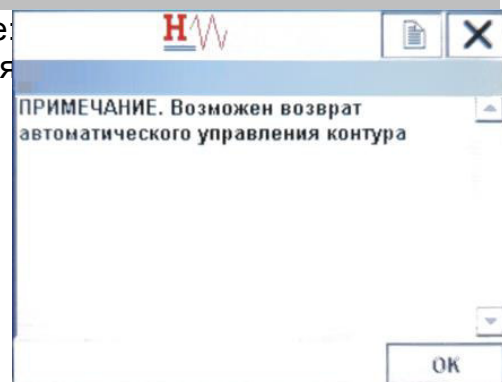 е:
H
я
ПРИМЕЧАНИЕ. Возможен возврат
автоматического управления контура
OK